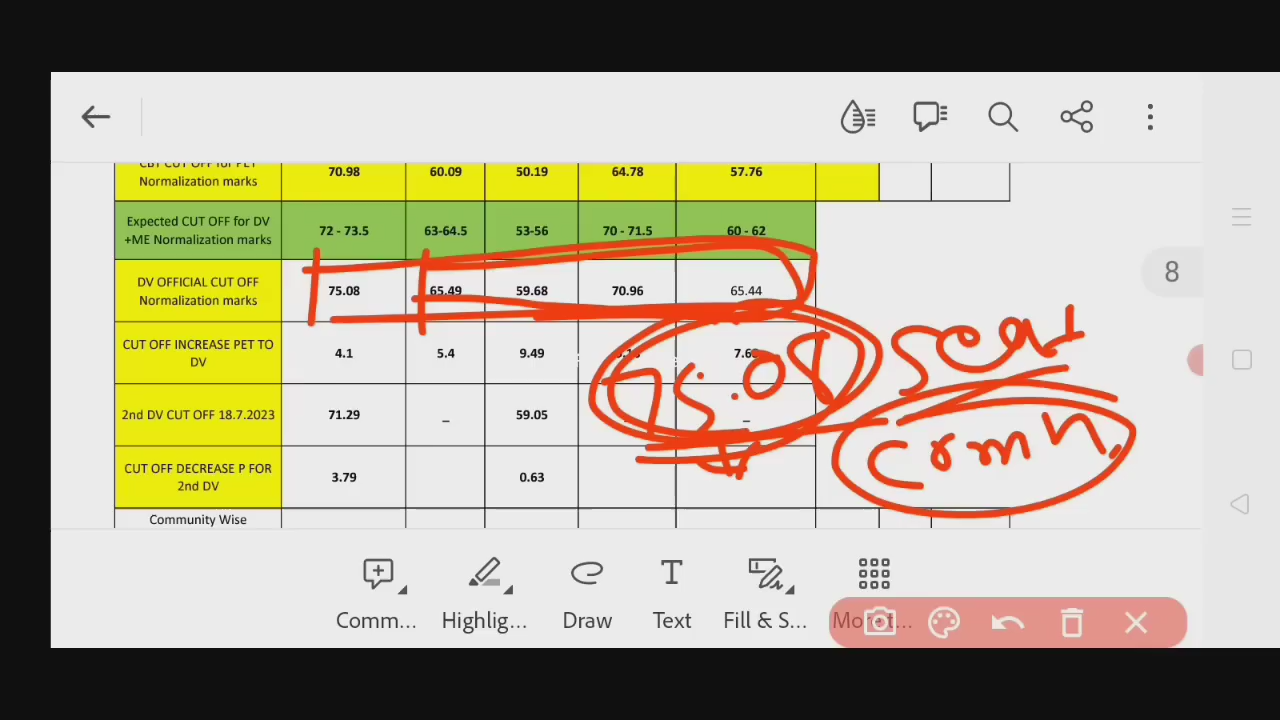 CBT CUT OFF for PET
Normalization marks 70.98 60.09 50.19 64.78 57.76
Expected CUT OFF for DV
+ME Normalization marks 72 - 73.5 63-64.5 53-56 70 - 71.5 60 - 62
DV OFFICIAL CUT OFF
Normalization marks 75.08 65.49 59.68 70.96 65.44
CUT OFF INCREASE PET TO
DV 4.1 5.4 9.49
2nd DV CUT OFF 18.7.2023 71.29 _ 59.05 _
CUT OFF DECREASE P FOR
2nd DV 3.79 0.63
Community Wise
75.08
8
Comm...
Highlig...
Draw
Text
Fill & S...
More t...